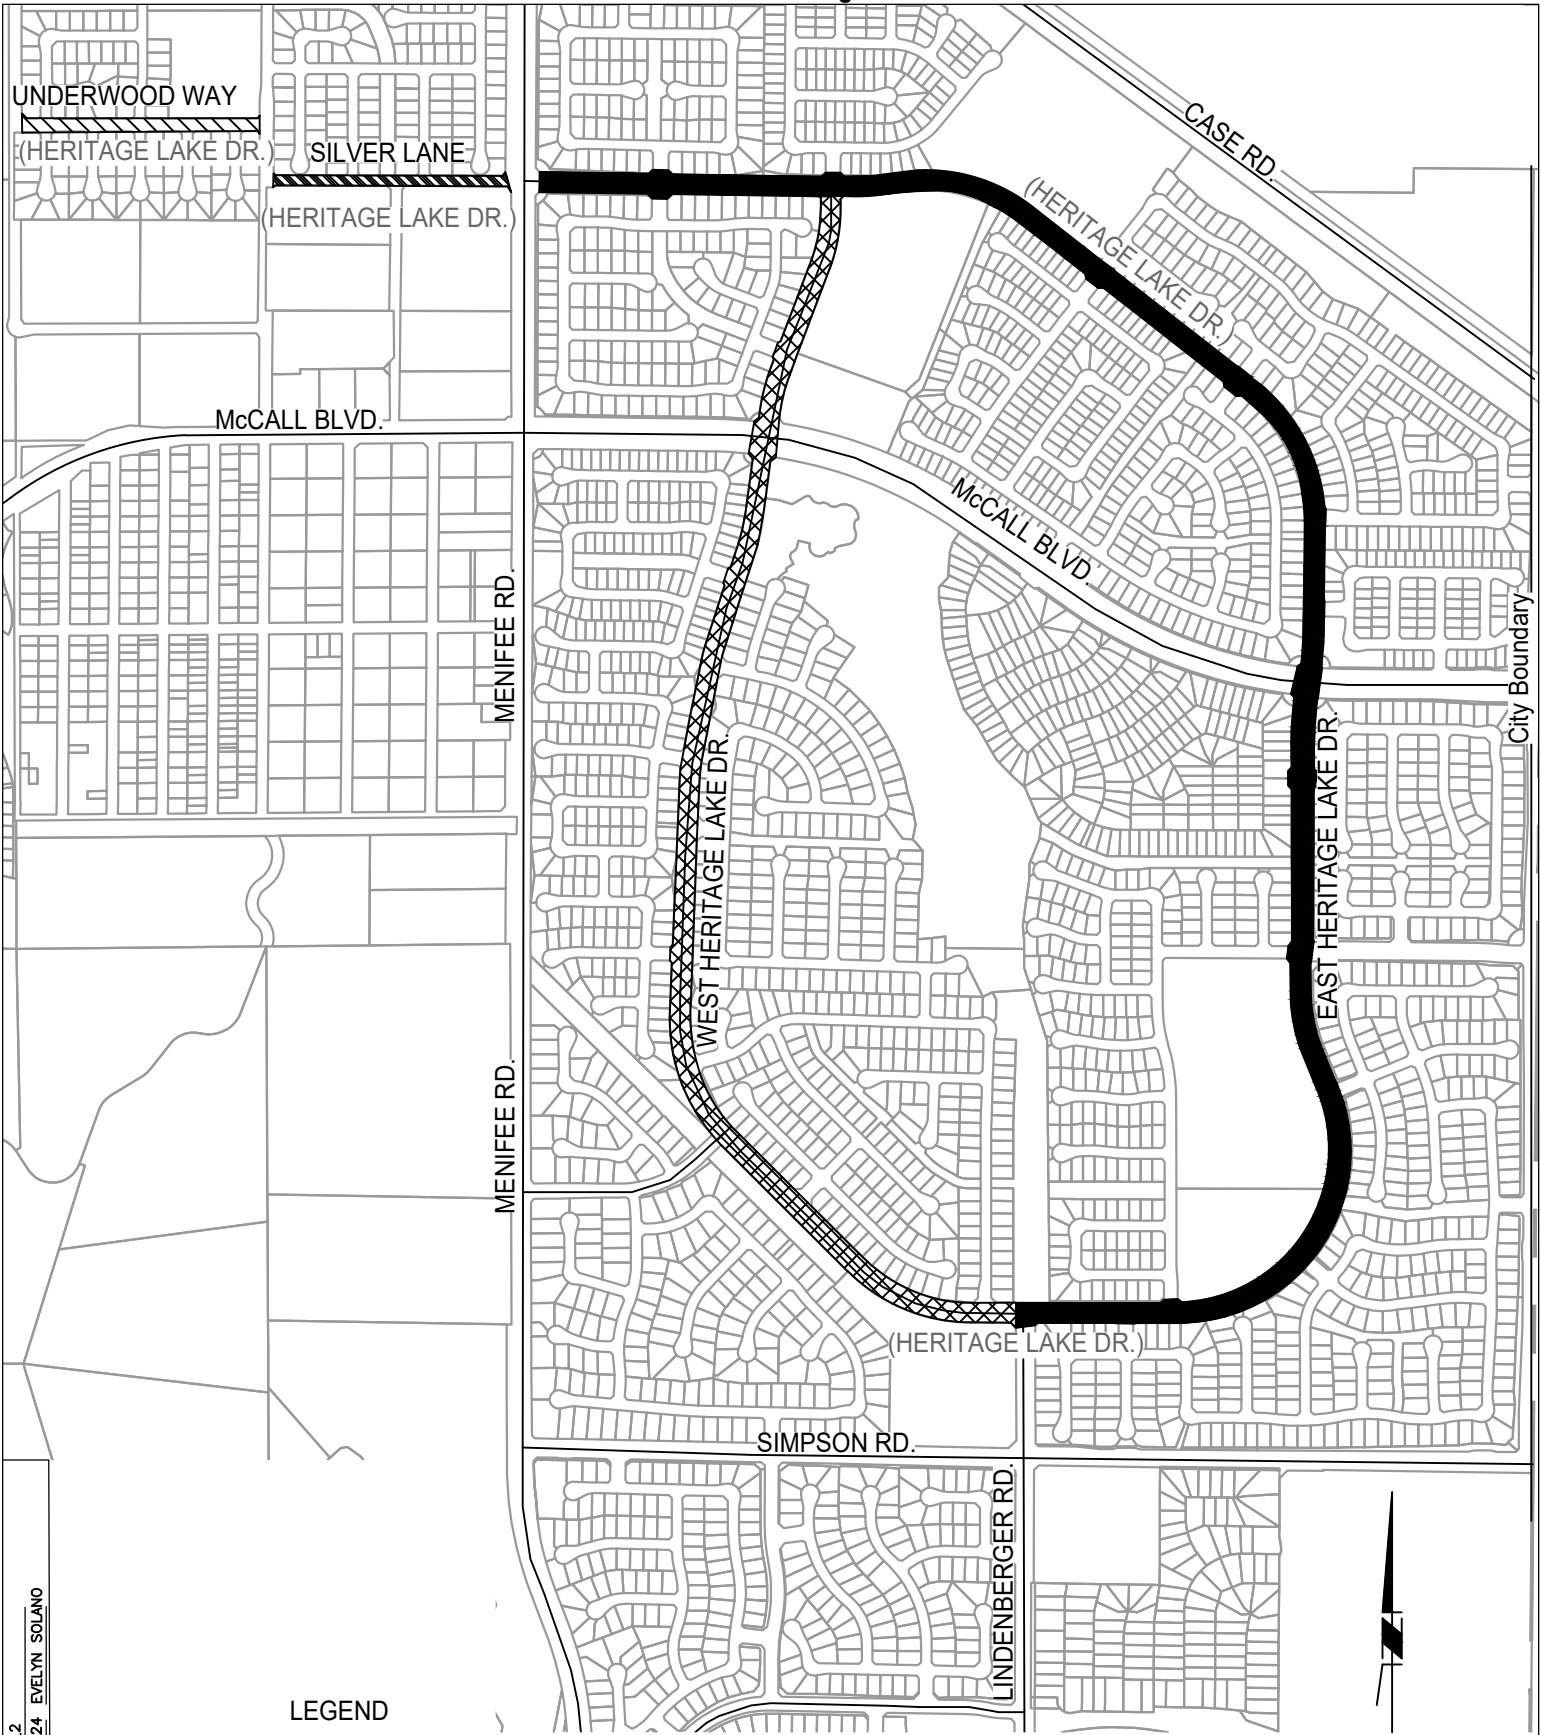 UNDERWOOD WAY
(HERITAGE LAKE DR.)
SILVER LANE
(HERITAGE LAKE DR.)
CASE RD.
(HERITAGE LAKE DR.)
McCALL BLVD.
McCALL BLVD.
MENIFEE RD.
City Boundary
WEST HERITAGE LAKE DR.
EAST HERITAGE LAKE DR.
MENIFEE RD.
(HERITAGE LAKE DR.)
SIMPSON RD.
LINDENBERGER RD.
24 EVELYN SOLANO
.2
LEGEND